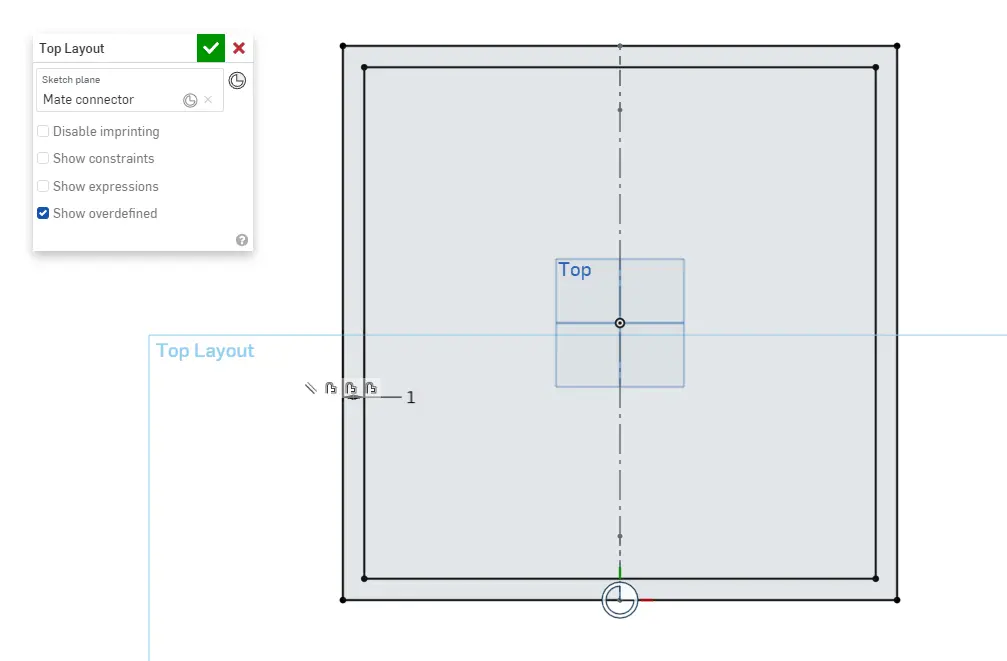 Top Layout
Sketch plane
Mate connector
Disable imprinting
Show constraints
Show expressions
Show overdefined
?
Top
Top Layout
1